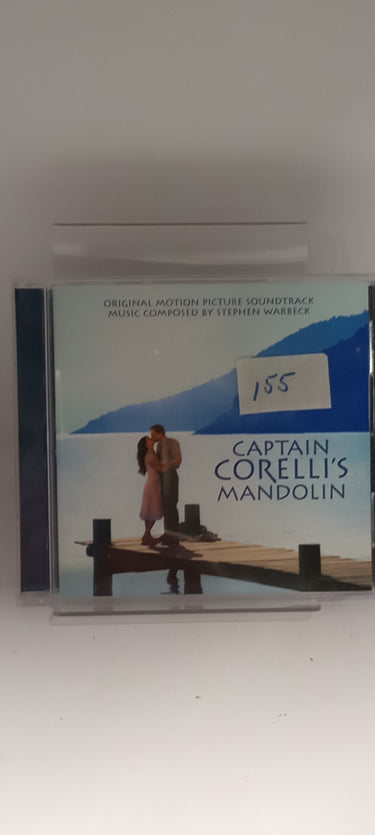 ORIGINAL MOTION PICTURE SOUNDTRACK
MUSIC COMPOSED BY STEPHEN WARBECK
155
CAPTAIN
CORELLI'S
MANDOLIN